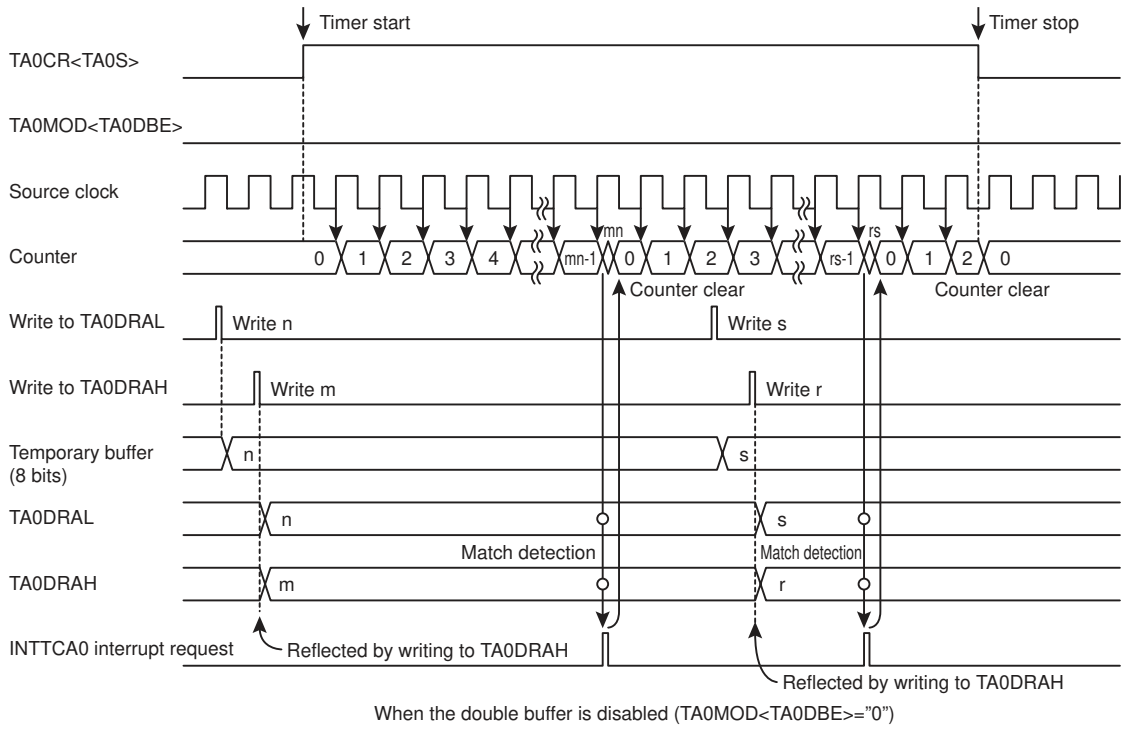 Timer start
Timer stop
TA0CR<TA0S>
TA0MOD<TA0DBE>
Source clock
mn
rs
Counter
0 1 2 3 4 mn-1 0 1 2 3 rs-1 0 1 2 0
Counter clear
Counter clear
Write to TA0DRAL
Write n
Write s
Write to TA0DRAH
Write m
Write r
Temporary buffer
(8 bits)
n
s
TA0DRAL
n
s
Match detection
Match detection
TA0DRAH
m
r
INTTCA0 interrupt request
Reflected by writing to TA0DRAH
Reflected by writing to TA0DRAH
When the double buffer is disabled (TA0MOD<TA0DBE>=”0”)